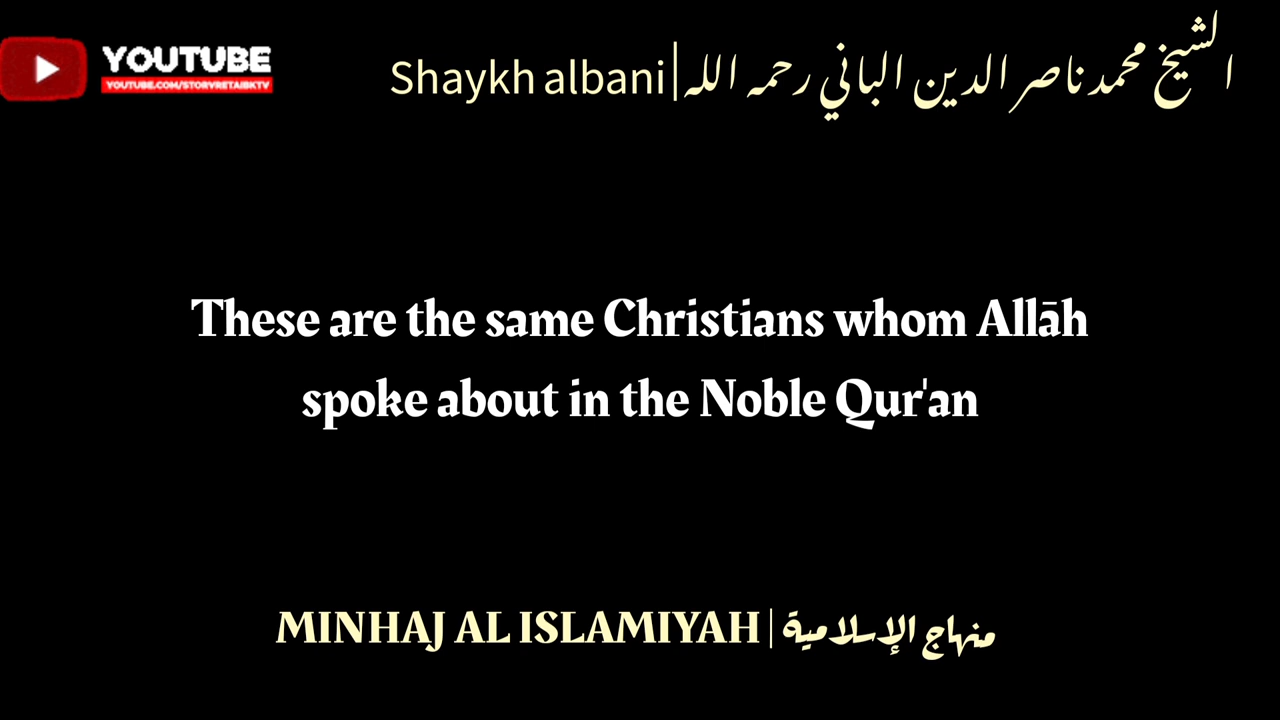 YOUTUBE
YOUTUBE.COM/STORVRETAIBKTV
Shaykh albani|الشيخ محمد ناصر الدين الباني رحمه الله
These are the same Christians whom Allāh
spoke about in the Noble Qur'an
MINHAJ AL ISLAMIYAH | منهاج الإسلامية